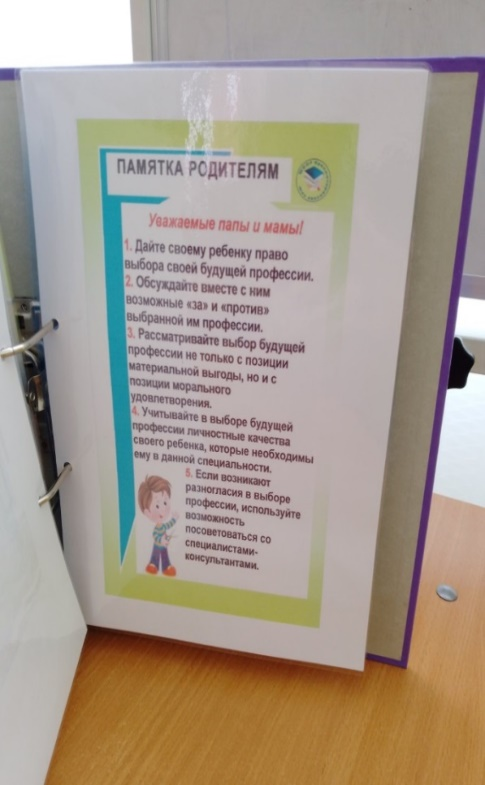 ПАМЯТКА РОДИТЕЛЯМ
Уважаемые папы и мамы!
1. Дайте своему ребенку право
выбора своей будущей профессии.
2. Обсуждайте вместе с ним
возможные «за» и «против»
выбранной им профессии.
3. Рассматривайте выбор будущей
профессии не только с позиции
материальной выгоды, но и с
позиции морального
удовлетворения.
4. Учитывайте в выборе будущей
профессии личностные качества
своего ребенка, которые необходимы
ему в данной специальности.
5. Если возникают
разногласия в выборе
профессии, используйте
возможность
посоветоваться со
специалистами-
консультантами.